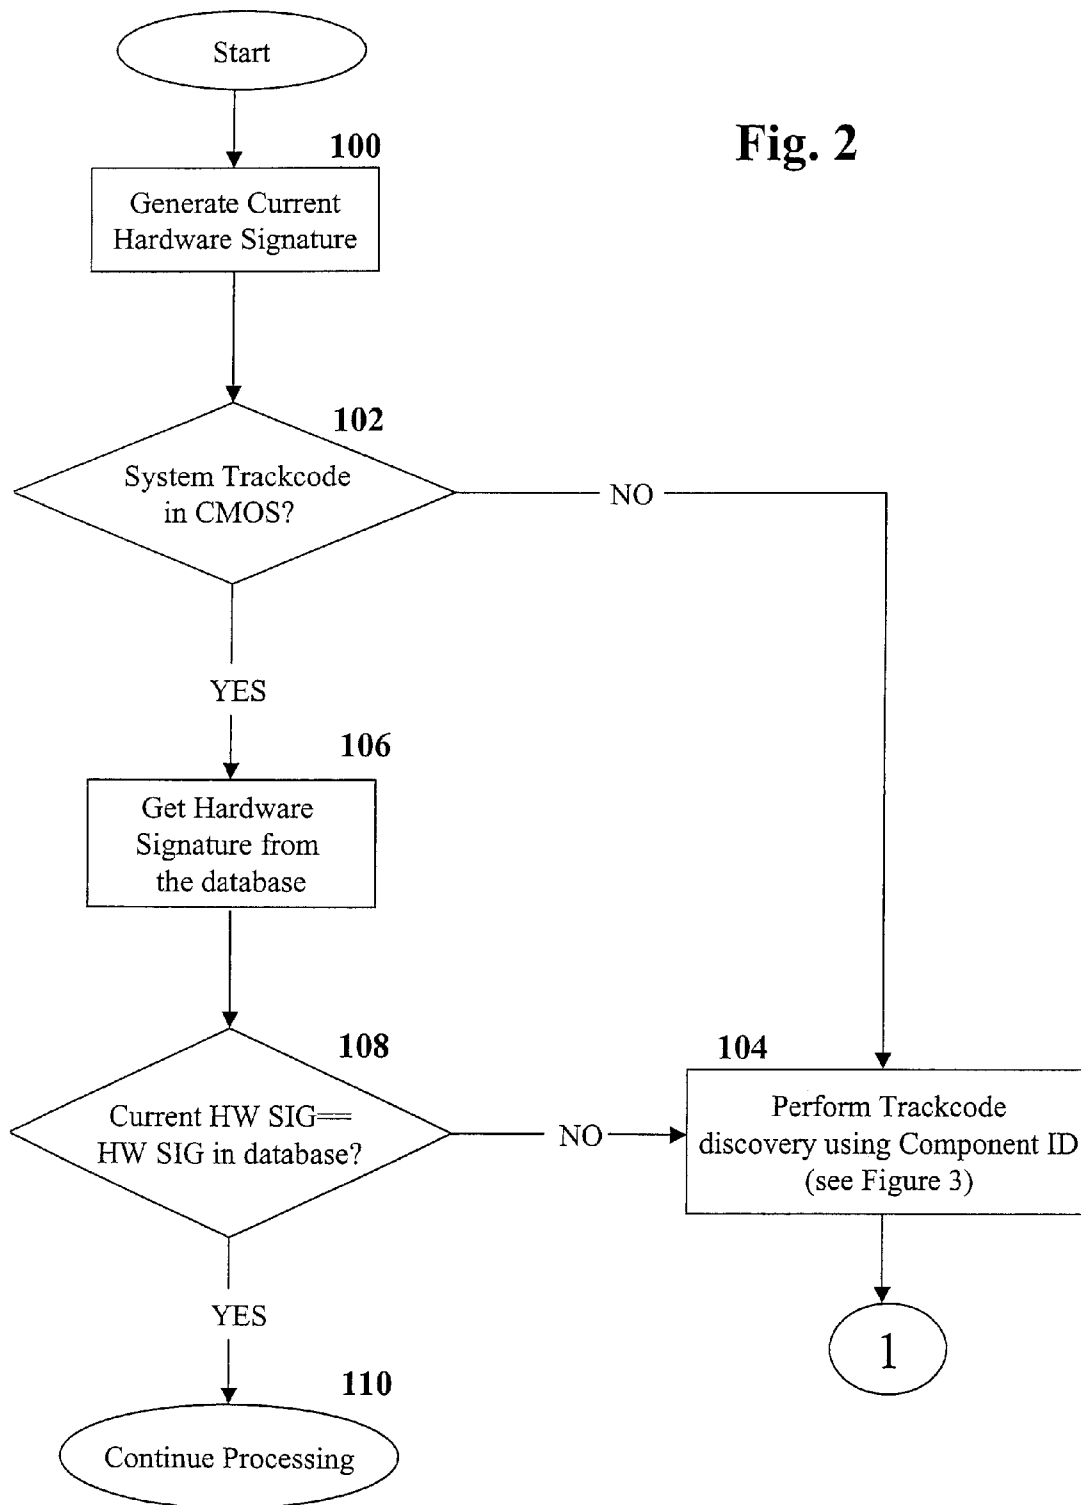 Start
Fig. 2
100
Generate Current
Hardware Signature
102
System Trackcode
in CMOS?
NO
YES
106
Get Hardware
Signature from
the database
108
Current HW SIG==
HW SIG in database?
NO
104
Perform Trackcode
discovery using Component ID
(see Figure 3)
YES
1
110
Continue Processing